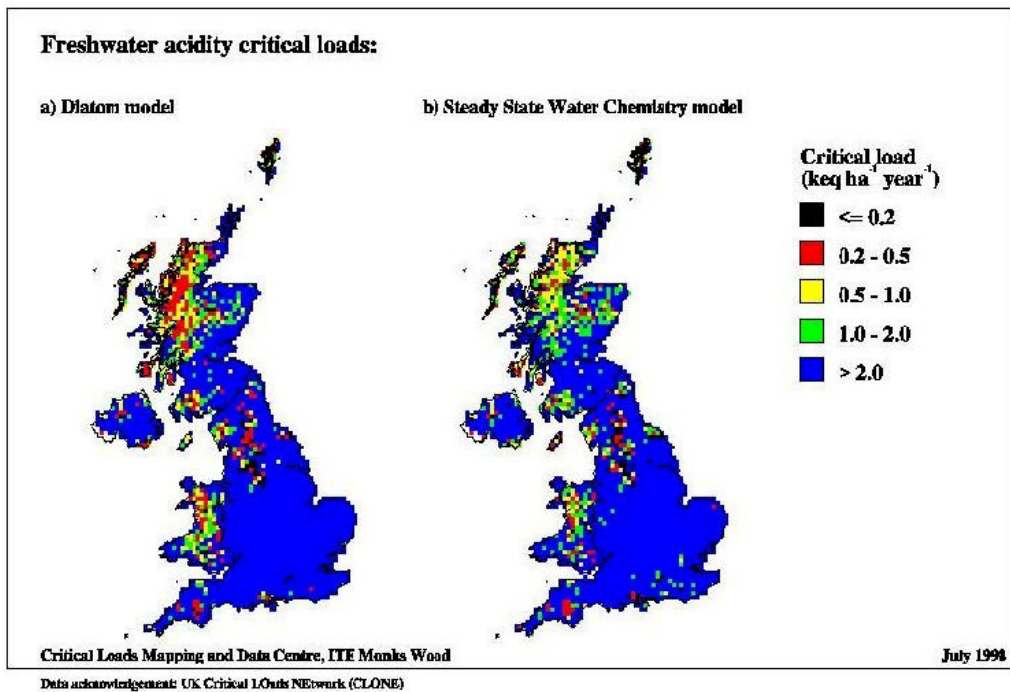 Freshwater acidity critical loads:
a) Diatom model
b) Steady State Water Chemistry model
Critical load
(keq ha⁻¹ year⁻¹)
<= 0.2
0.2 - 0.5
0.5 - 1.0
1.0 - 2.0
> 2.0
Critical Loads Mapping and Data Centre, ITE Monks Wood
July 1998
Data acknowledgement: UK Critical LOads NEtwork (CLONE)